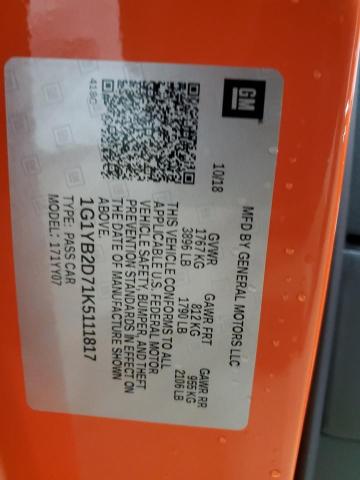 GM
MFD BY GENERAL MOTORS LLC
10/18
GVWR GAWR FRT GAWR RR
1767 KG 812 KG 955 KG
3896 LB 1790 LB 2106 LB
THIS VEHICLE CONFORMS TO ALL
APPLICABLE U.S. FEDERAL MOTOR
VEHICLE SAFETY, BUMPER, AND THEFT
PREVENTION STANDARDS IN EFFECT ON
THE DATE OF MANUFACTURE SHOWN
ABOVE.
1G1YB2D71K5111817
TYPE: PASS CAR
MODEL: 171YY07